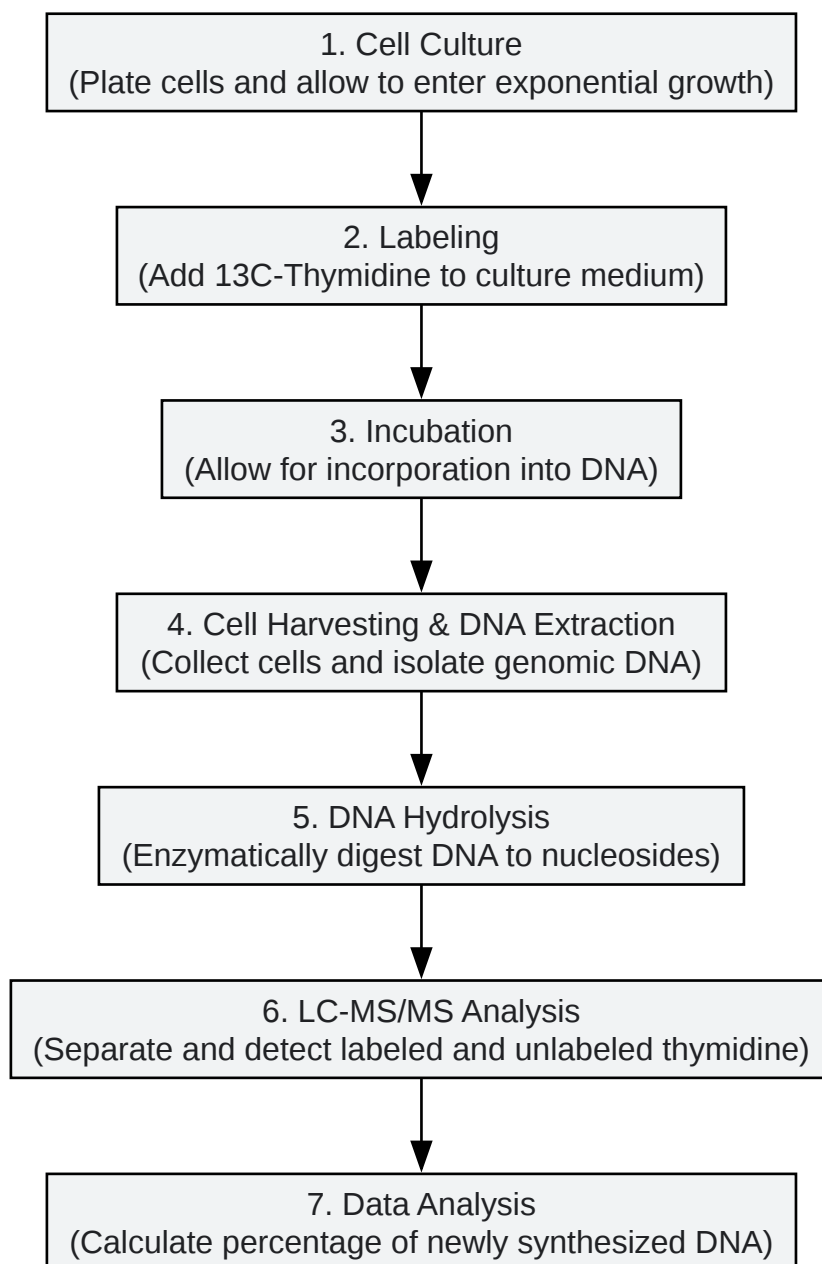 1. Cell Culture
(Plate cells and allow to enter exponential growth)
2. Labeling
(Add 13C-Thymidine to culture medium)
3. Incubation
(Allow for incorporation into DNA)
4. Cell Harvesting & DNA Extraction
(Collect cells and isolate genomic DNA)
5. DNA Hydrolysis
(Enzymatically digest DNA to nucleosides)
6. LC-MS/MS Analysis
(Separate and detect labeled and unlabeled thymidine)
7. Data Analysis
(Calculate percentage of newly synthesized DNA)